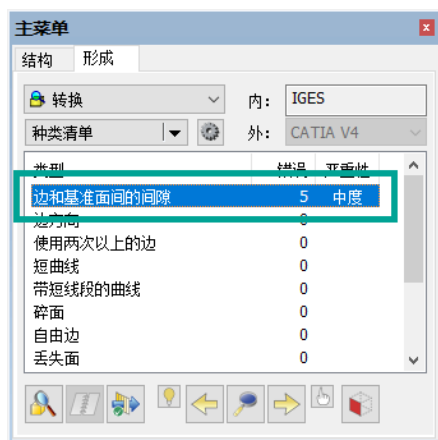 主菜单
结构 形成
转换 内: IGES
种类清单 外: CATIA V4
类型 错误 严重性
边和基准面间的间隙 5 中度
边方向 0
使用两次以上的边 0
短曲线 0
带短线段的曲线 0
碎面 0
自由边 0
丢失面 0